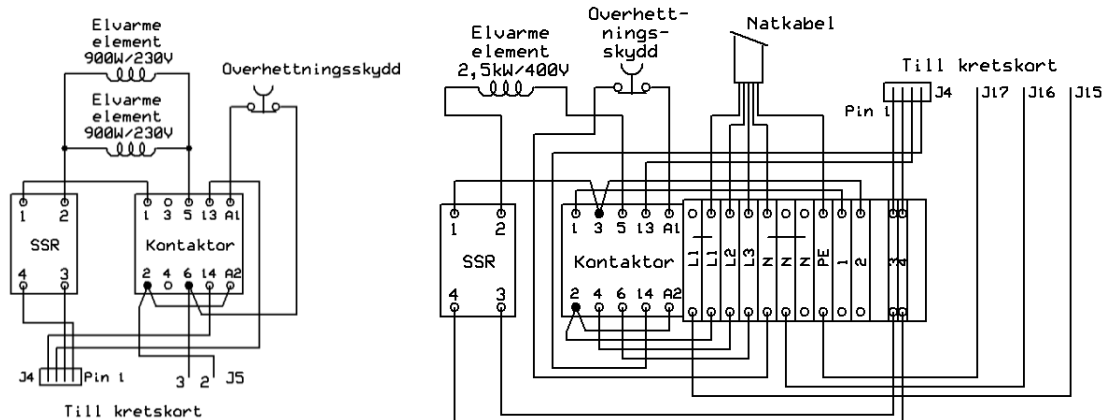 Elvarme
element
900W/230V
Overhettningsskydd
Elvarme
element
900W/230V
1 2
SSR
4 3
1 3 5 13 A1
Kontaktor
2 4 6 14 A2
J4 Pin 1
3 2 J5
Till kretskort
Elvarme
element
2,5kW/400V
Overhett-
nings-
skydd
Natkabel
Till kretskort
J4 J17 J16 J15
Pin 1
1 2
SSR
4 3
1 3 5 13 A1
Kontaktor
2 4 6 14 A2
L1 L1 L2 L3 N N N PE 1 2 3 4